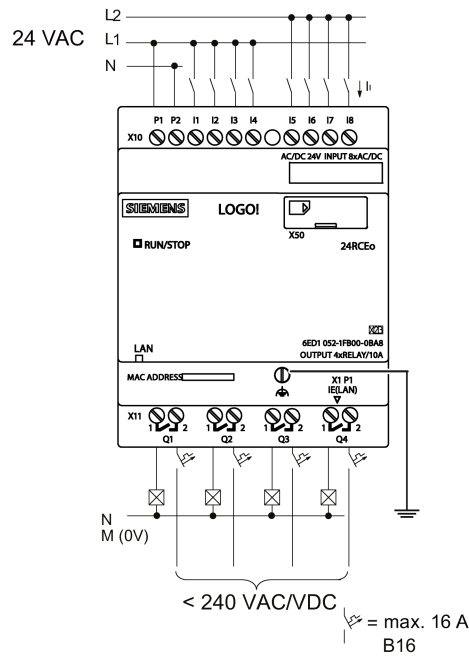 L2
24 VAC L1
N
I₁
P1 P2 I1 I2 I3 I4 I5 I6 I7 I8
X10
AC/DC 24V INPUT 8xAC/DC
SIEMENS LOGO!
X50
RUN/STOP 24RCEo
6ED1 052-1FB00-0BA8
LAN OUTPUT 4xRELAY/10A
MAC ADDRESS X1 P1
IE(LAN)
X11
1 2 1 2 1 2 1 2
Q1 Q2 Q3 Q4
N
M (0V)
< 240 VAC/VDC
= max. 16 A
B16